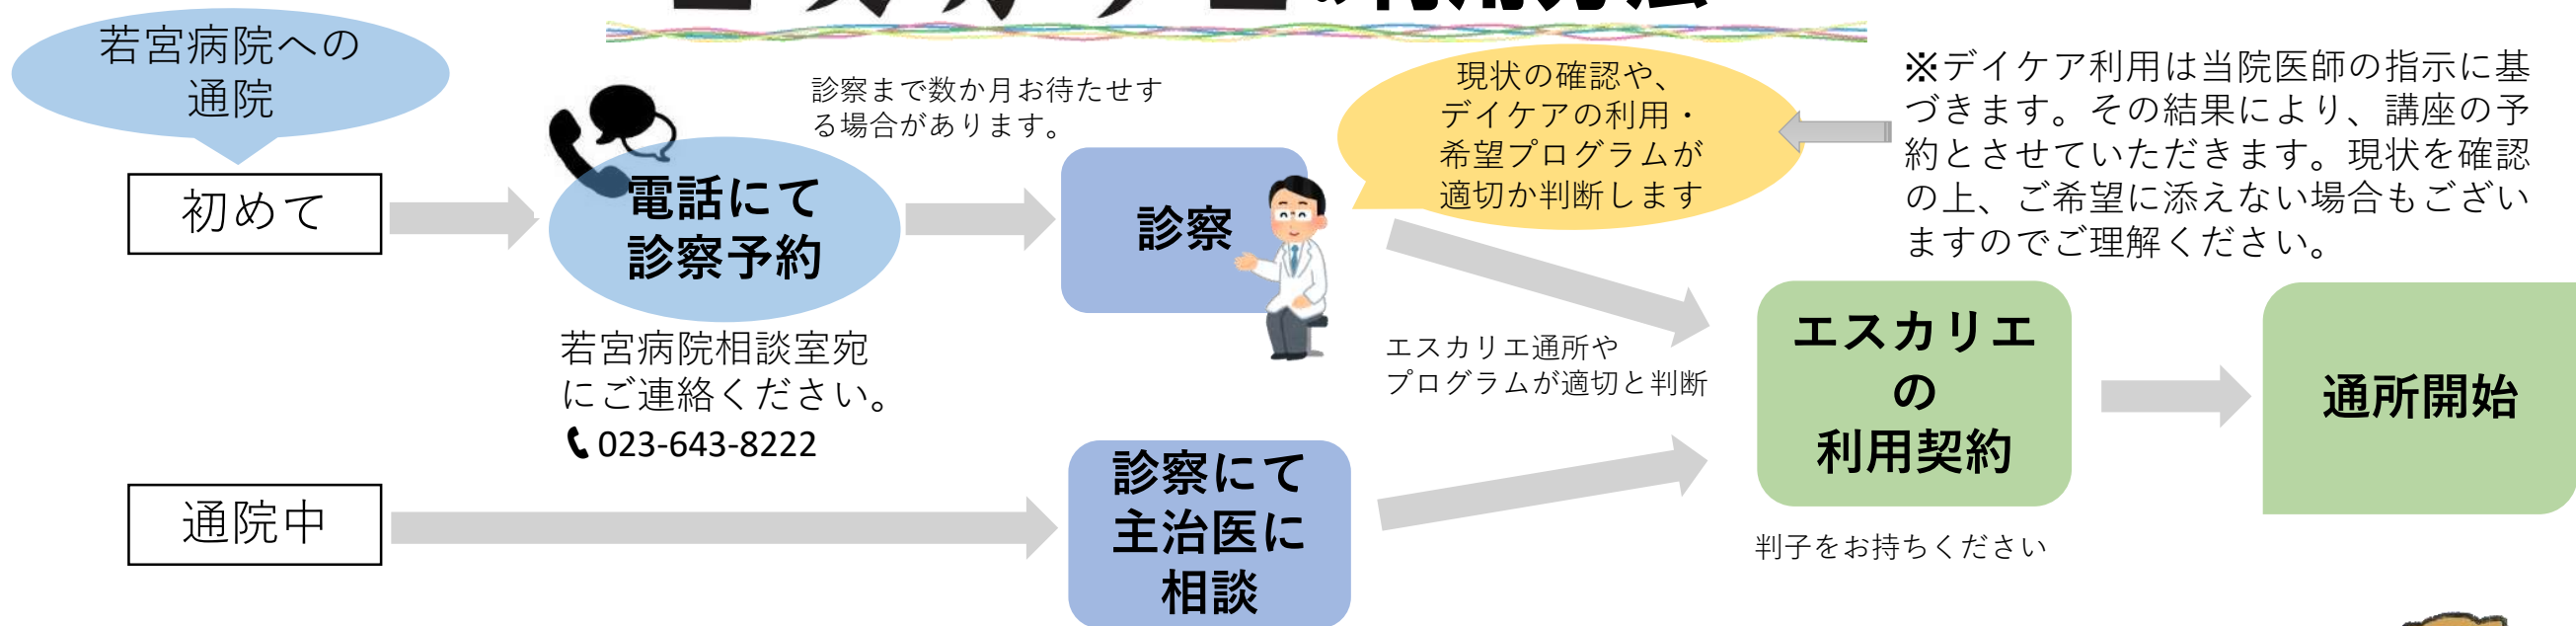 エスカリエの利用方法
若宮病院への
通院
初めて
電話にて
診察予約
若宮病院相談室宛
にご連絡ください。
023-643-8222
診察まで数か月お待たせす
る場合があります。
診察
現状の確認や、
デイケアの利用・
希望プログラムが
適切か判断します
※デイケア利用は当院医師の指示に基
づきます。その結果により、講座の予
約とさせていただきます。現状を確認
の上、ご希望に添えない場合もござい
ますのでご理解ください。
エスカリエ通所や
プログラムが適切と判断
通院中
診察にて
主治医に
相談
エスカリエ
の
利用契約
判子をお持ちください
通所開始